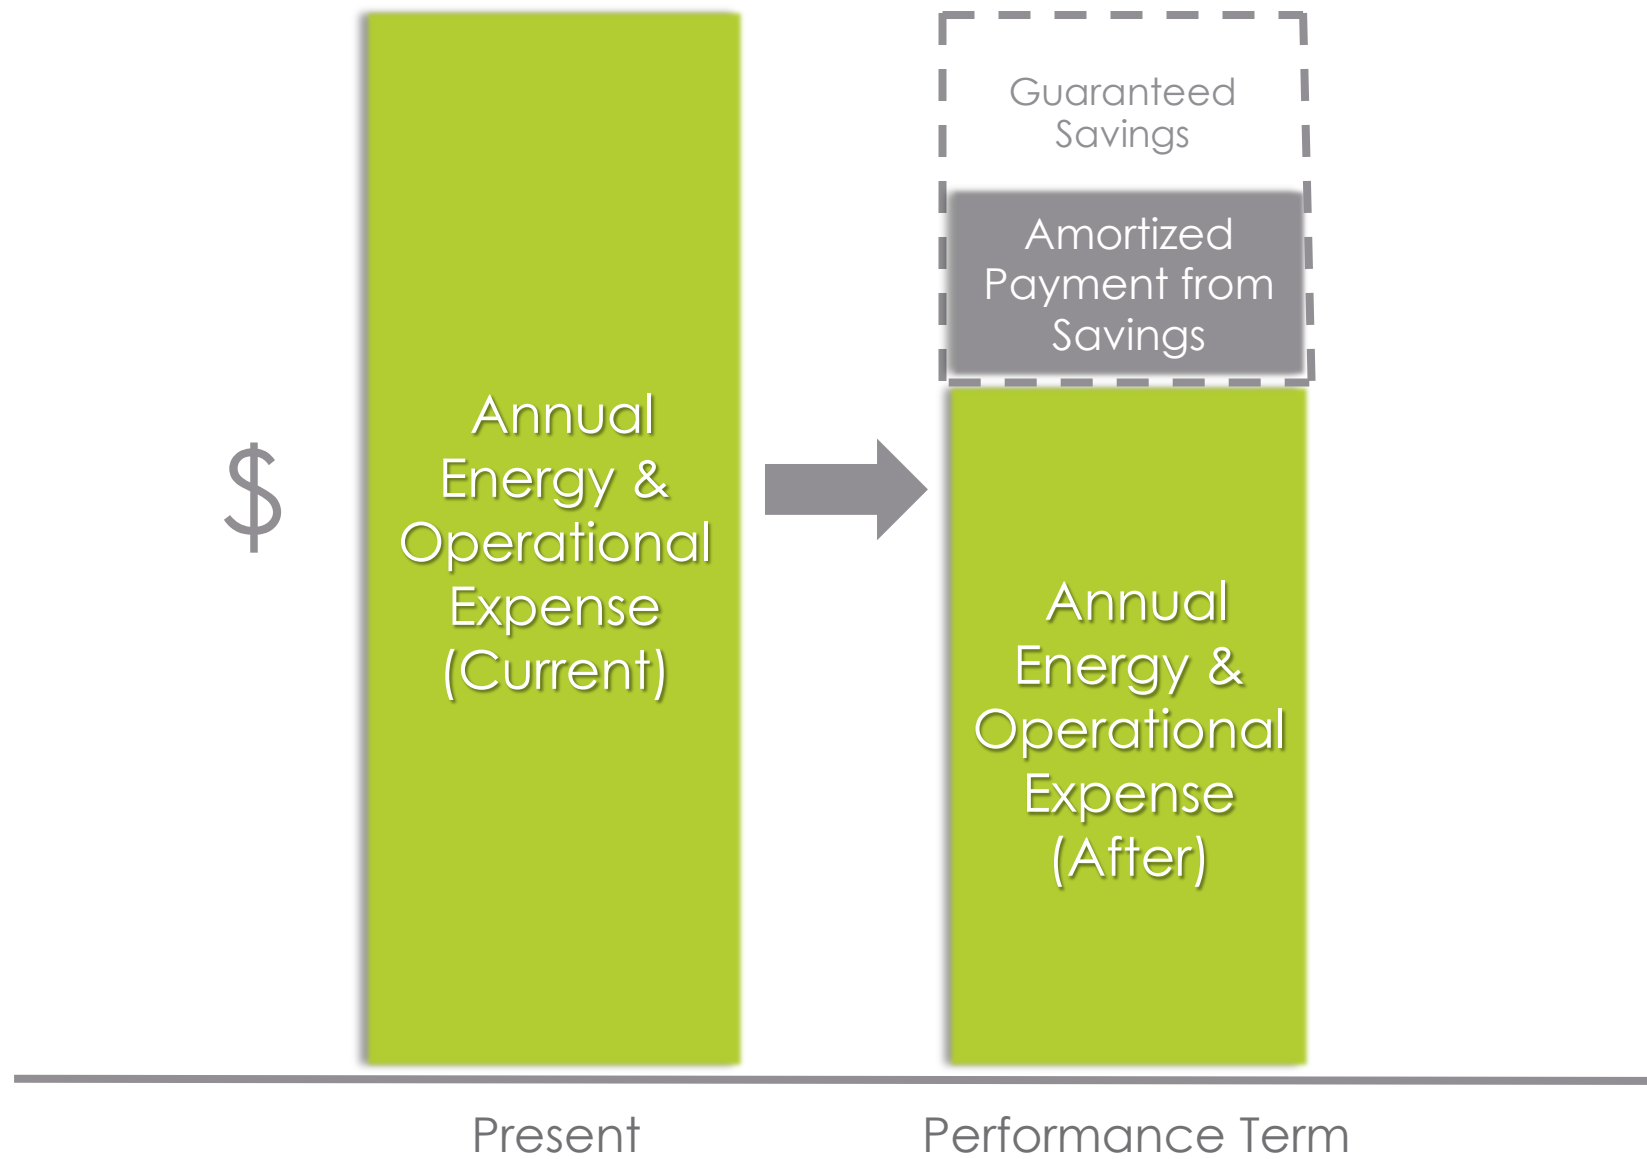 $
Annual
Energy &
Operational
Expense
(Current)
Guaranteed
Savings
Amortized
Payment from
Savings
Annual
Energy &
Operational
Expense
(After)
Present
Performance Term